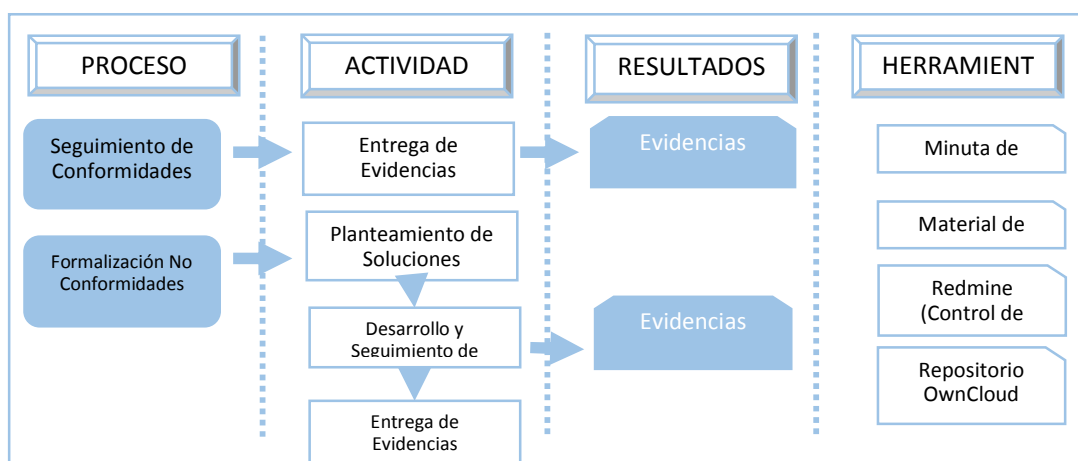 PROCESO
ACTIVIDAD
RESULTADOS
HERRAMIENT
Seguimiento de
Conformidades
Entrega de
Evidencias
Evidencias
Minuta de
Formalización No
Conformidades
Planteamiento de
Soluciones
Material de
Desarrollo y
Seguimiento de
Evidencias
Redmine
(Control de
Entrega de
Evidencias
Repositorio
OwnCloud